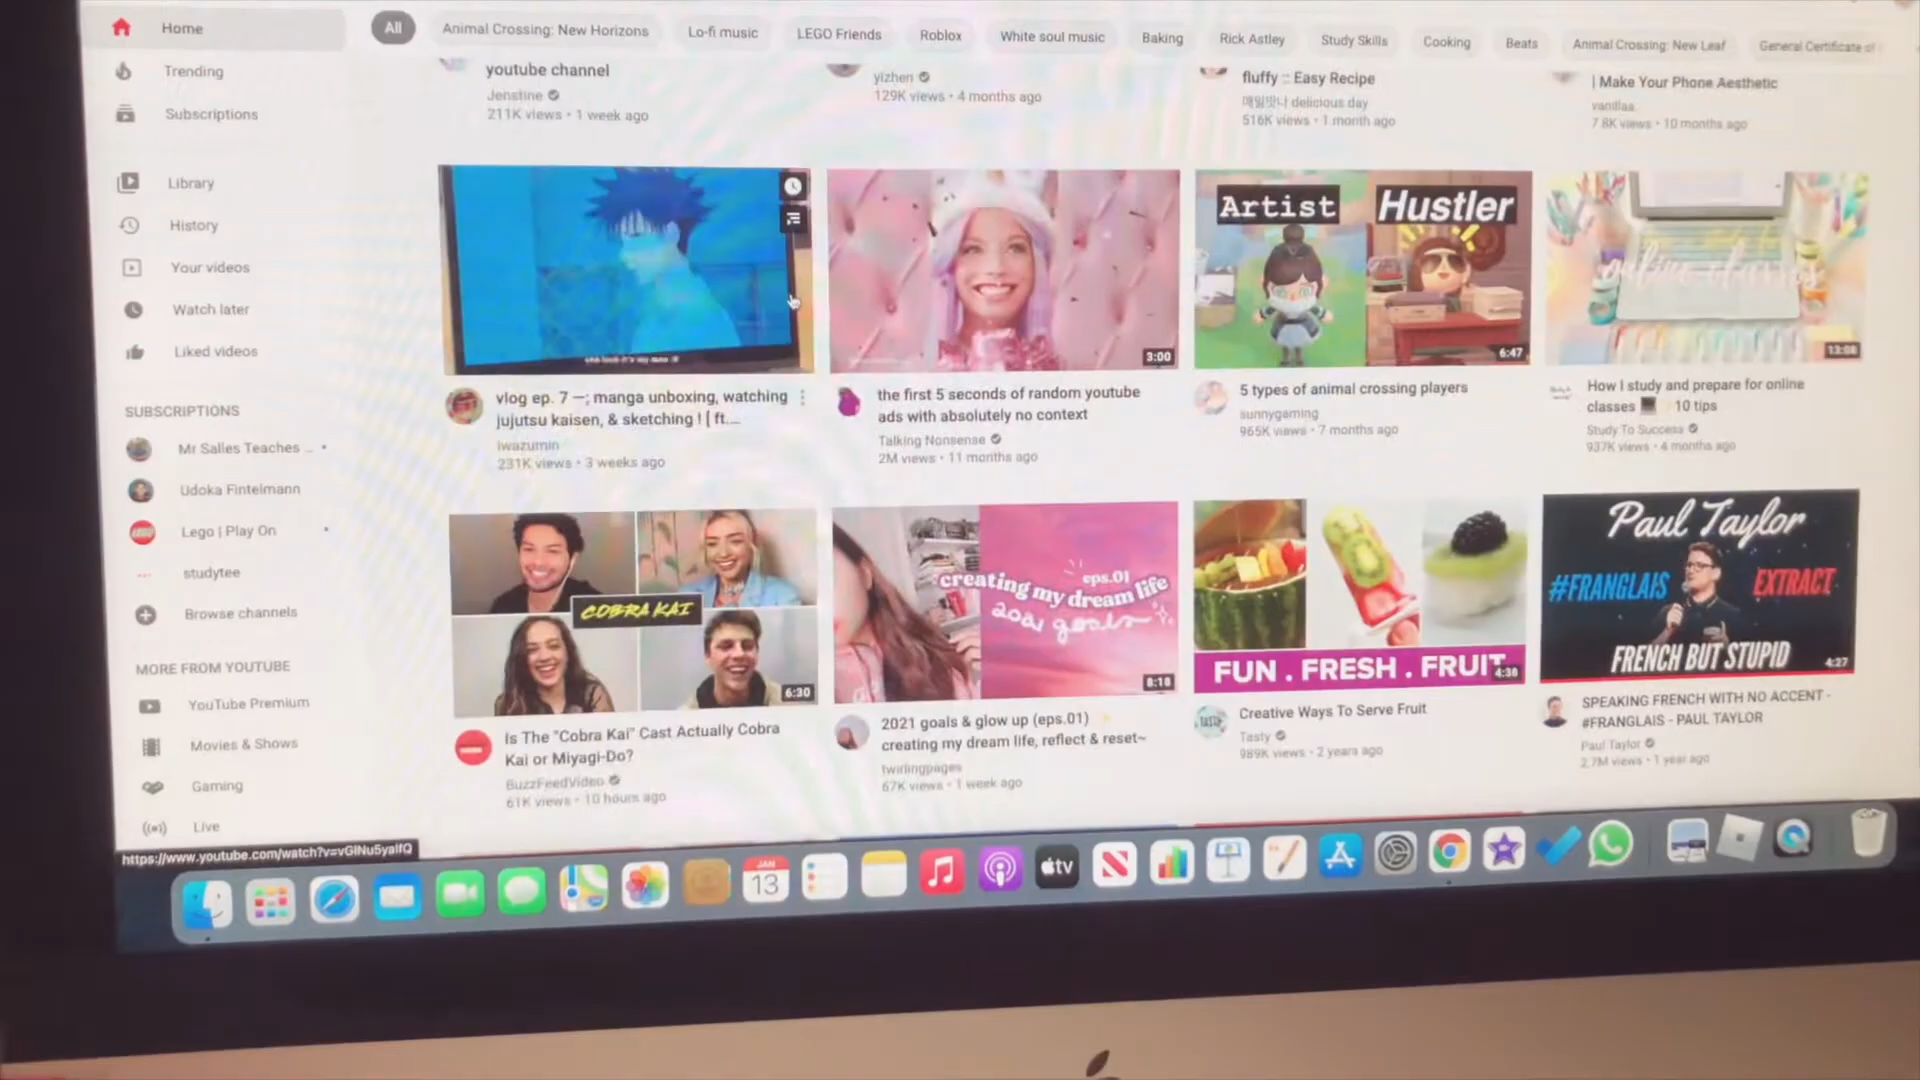 Home
All
Animal Crossing: New Horizons
Lo-fi music
LEGO Friends
Roblox
White soul music
Baking
Rick Astley
Study Skills
Cooking
Beats
Animal Crossing: New Leaf
General Certificate of
Trending
Subscriptions
Library
History
Your videos
Watch later
Liked videos
SUBSCRIPTIONS
Mr Salles Teaches ...
Udoka Fintelmann
Lego | Play On
studytee
Browse channels
MORE FROM YOUTUBE
YouTube Premium
Movies & Shows
Gaming
Live
https://www.youtube.com/watch?v=vGlNu5yaIfQ
youtube channel
Jenstine
211K views • 1 week ago
yizhen
129K views • 4 months ago
fluffy :: Easy Recipe
매일맛나 delicious day
516K views • 1 month ago
| Make Your Phone Aesthetic
vanillaa
7.8K views • 10 months ago
vlog ep. 7 —; manga unboxing, watching
jujutsu kaisen, & sketching ! [ ft....
Iwazumin
231K views • 3 weeks ago
3:00
the first 5 seconds of random youtube
ads with absolutely no context
Talking Nonsense
2M views • 11 months ago
Artist
Hustler
6:47
5 types of animal crossing players
sunnygaming
965K views • 7 months ago
online classes
13:08
How I study and prepare for online
classes 10 tips
Study To Success
937K views • 4 months ago
COBRA KAI
6:30
Is The "Cobra Kai" Cast Actually Cobra
Kai or Miyagi-Do?
BuzzFeedVideo
61K views • 10 hours ago
eps.01
creating my dream life
2021 goals
8:18
2021 goals & glow up (eps.01)
creating my dream life, reflect & reset~
twirlingpages
67K views • 1 week ago
FUN . FRESH . FRUIT
4:38
TASTY
Creative Ways To Serve Fruit
Tasty
989K views • 2 years ago
Paul Taylor
#FRANGLAIS
EXTRACT
FRENCH BUT STUPID
4:27
SPEAKING FRENCH WITH NO ACCENT -
#FRANGLAIS - PAUL TAYLOR
Paul Taylor
2.7M views • 1 year ago
JAN
13
tv